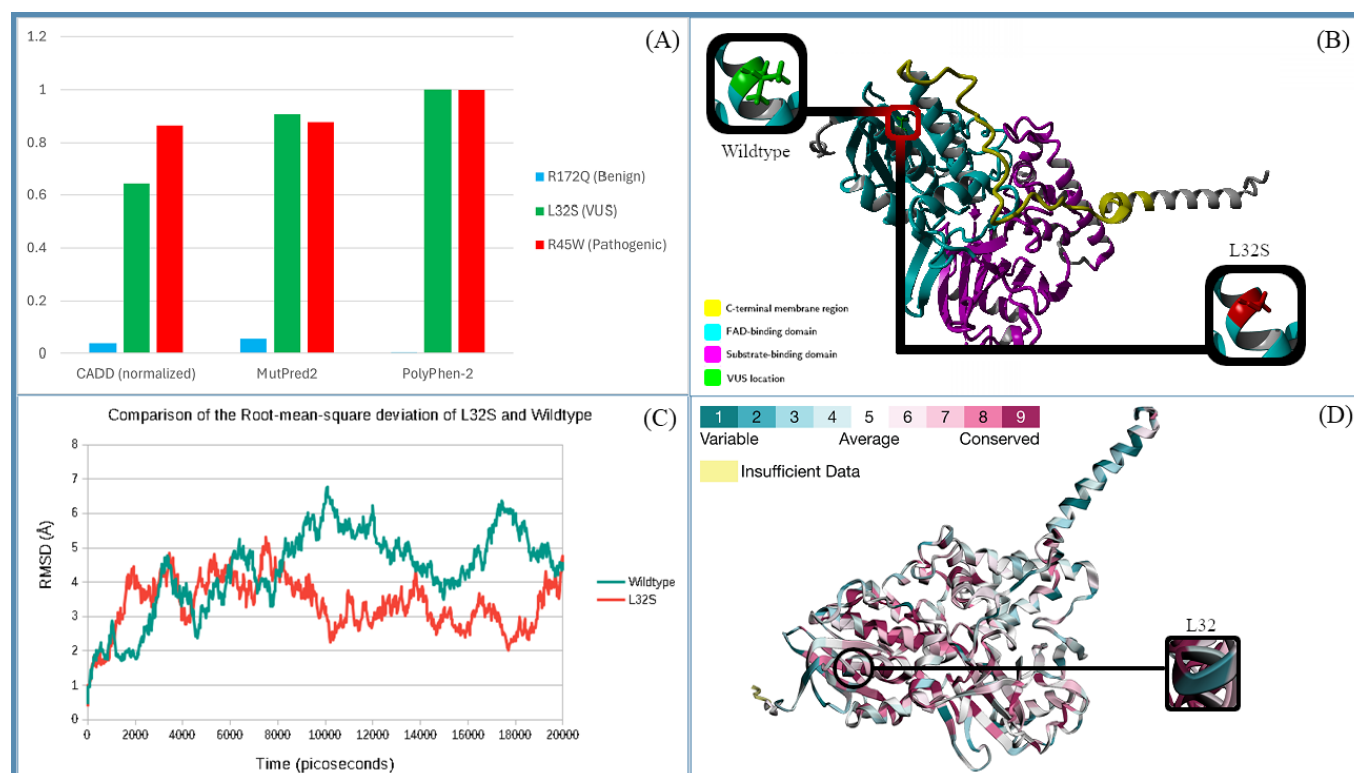 (A)
1.2
1
0.8
0.6
0.4
0.2
0
CADD (normalized)
MutPred2
PolyPhen-2
R172Q (Benign)
L32S (VUS)
R45W (Pathogenic)
(B)
Wildtype
L32S
C-terminal membrane region
FAD-binding domain
Substrate-binding domain
VUS location
Comparison of the Root-mean-square deviation of L32S and Wildtype
(C)
RMSD (Å)
8
7
6
5
4
3
2
1
0
0
2000
4000
6000
8000
10000
12000
14000
16000
18000
20000
Time (picoseconds)
Wildtype
L32S
(D)
1 2 3 4 5 6 7 8 9
Variable Average Conserved
Insufficient Data
L32